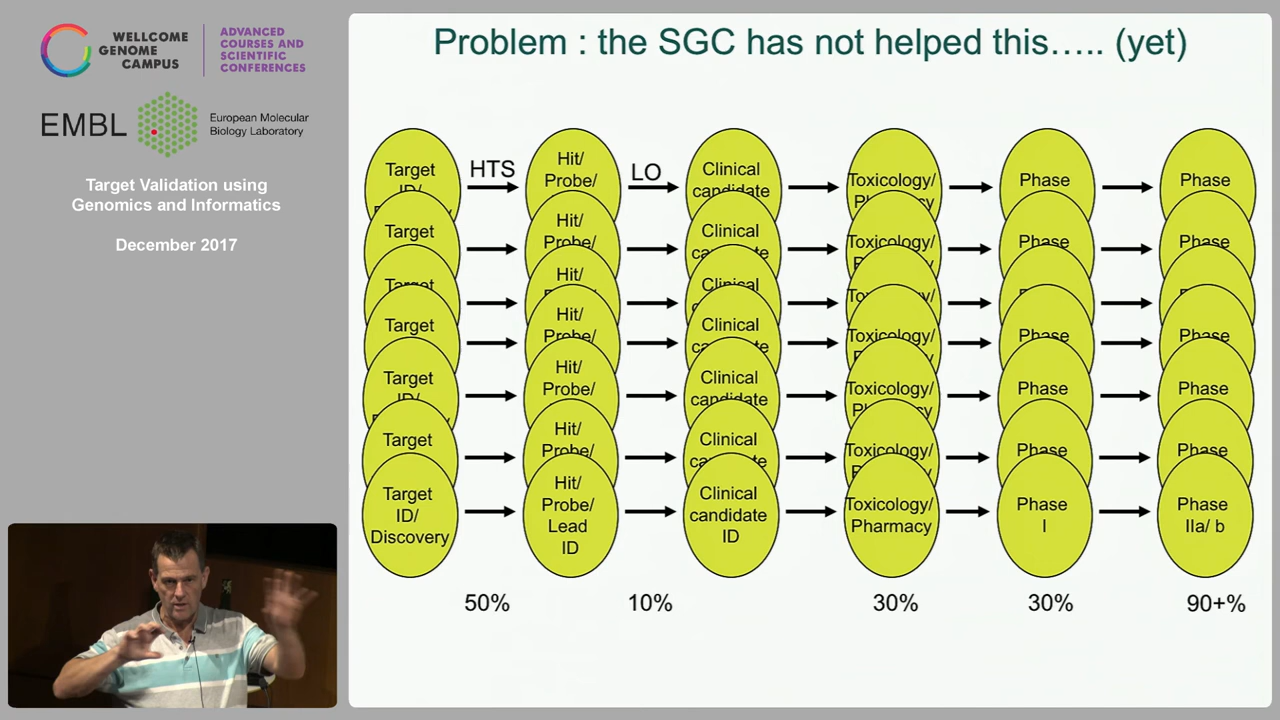 WELLCOME
GENOME
CAMPUS
ADVANCED
COURSES AND
SCIENTIFIC
CONFERENCES
EMBL
European Molecular
Biology Laboratory
Target Validation using
Genomics and Informatics
December 2017
Problem : the SGC has not helped this….. (yet)
Target
HTS
Hit/
Probe/
LO
Clinical
candidate
Toxicology/
Phase
Phase
Target
Hit/
Probe/
Clinical
Toxicology/
Phase
Phase
Target
Hit/
Clinical
Target
Hit/
Probe/
Clinical
Toxicology/
Phase
Phase
Target
ID/
Hit/
Probe/
Clinical
candidate
Toxicology/
Phase
Phase
Target
Hit/
Probe/
Clinical
Toxicology/
Phase
Phase
Target
ID/
Discovery
Hit/
Probe/
Lead
ID
Clinical
candidate
ID
Toxicology/
Pharmacy
Phase
I
Phase
IIa/ b
50%
10%
30%
30%
90+%